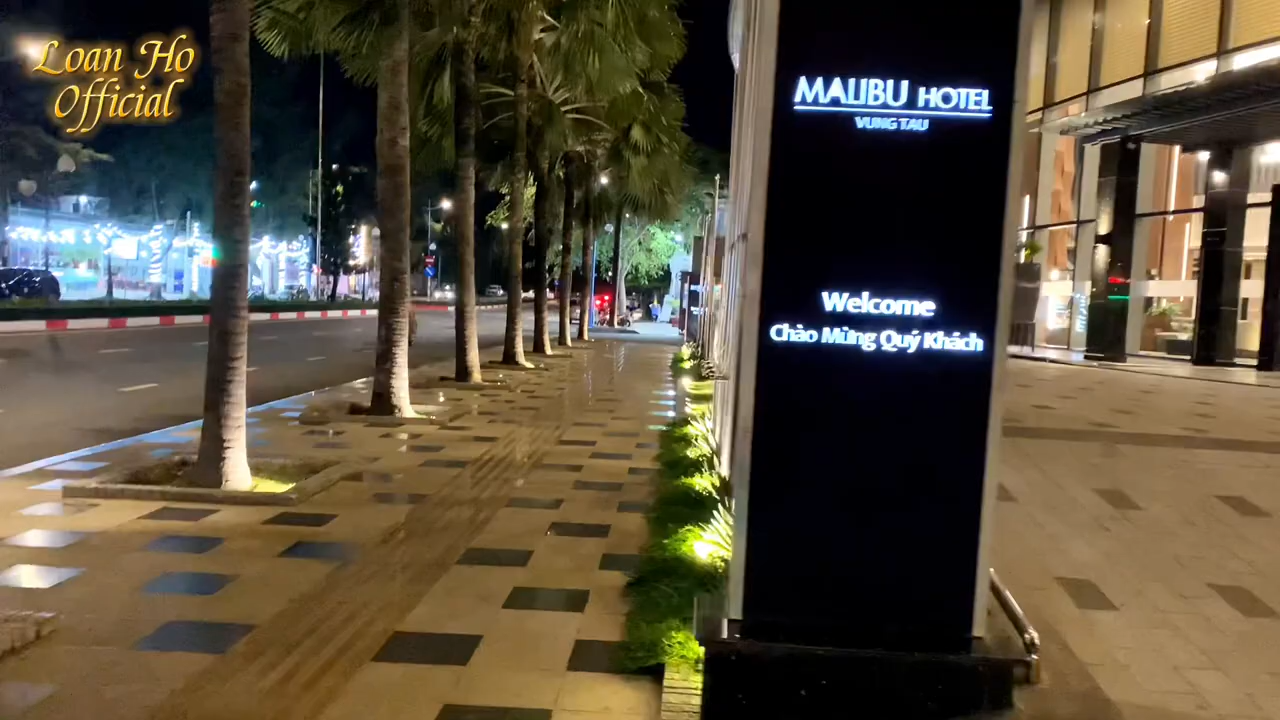 Loan Ho
Official
MALIBU HOTEL
VUNG TAU
Welcome
Chào Mừng Quý Khách